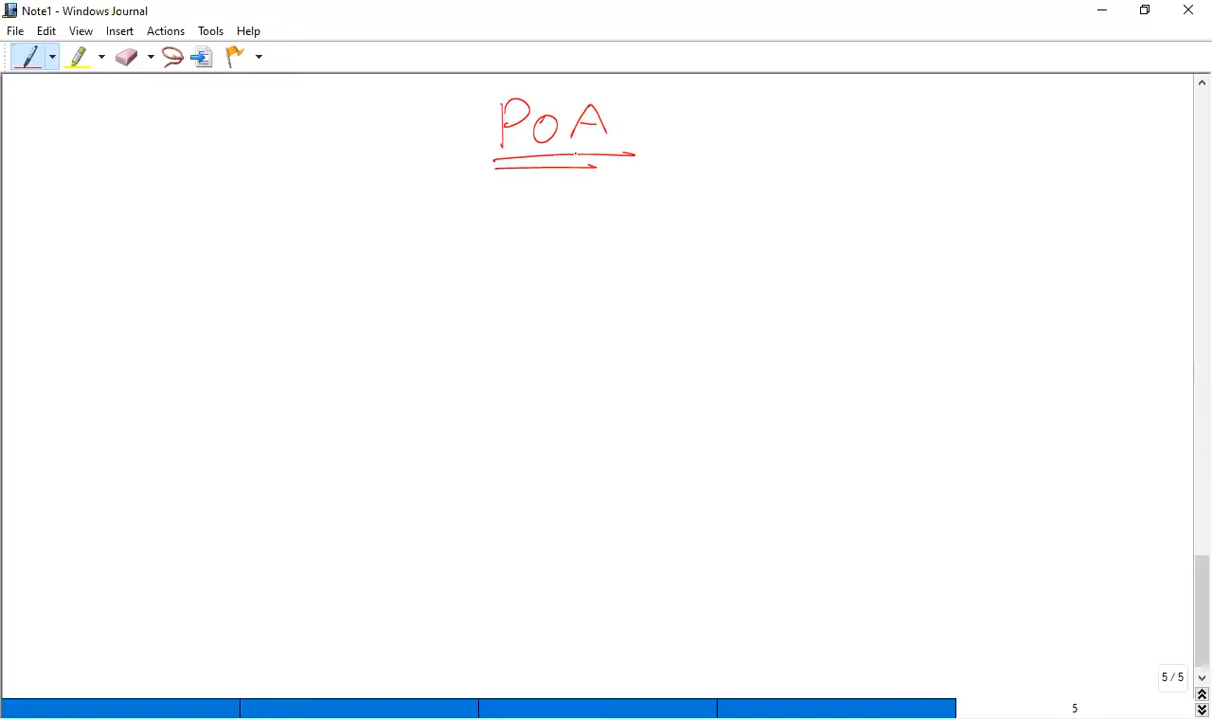 Note1 - Windows Journal
File Edit View Insert Actions Tools Help
PoA
5 / 5
5